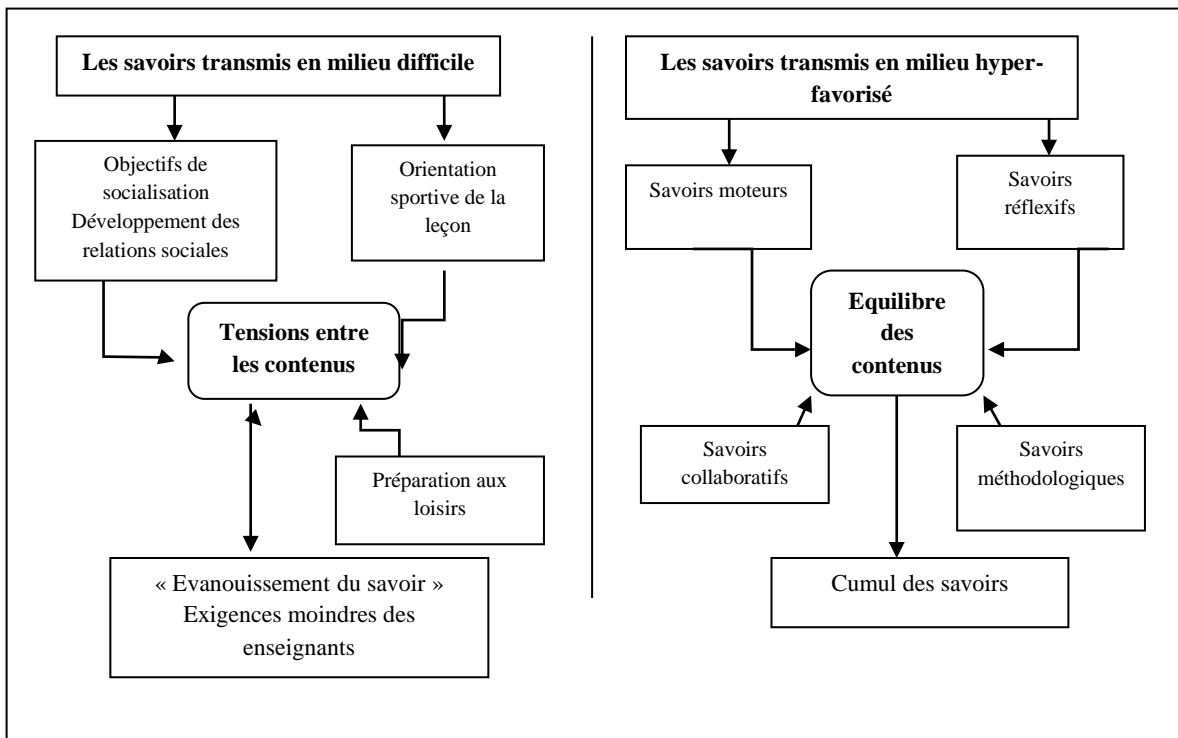 Les savoirs transmis en milieu difficile
Objectifs de
socialisation
Développement des
relations sociales
Orientation
sportive de la
leçon
Tensions entre
les contenus
Préparation aux
loisirs
« Evanouissement du savoir »
Exigences moindres des
enseignants
Les savoirs transmis en milieu hyper-
favorisé
Savoirs moteurs
Savoirs
réflexifs
Equilibre
des
contenus
Savoirs
collaboratifs
Savoirs
méthodologiques
Cumul des savoirs